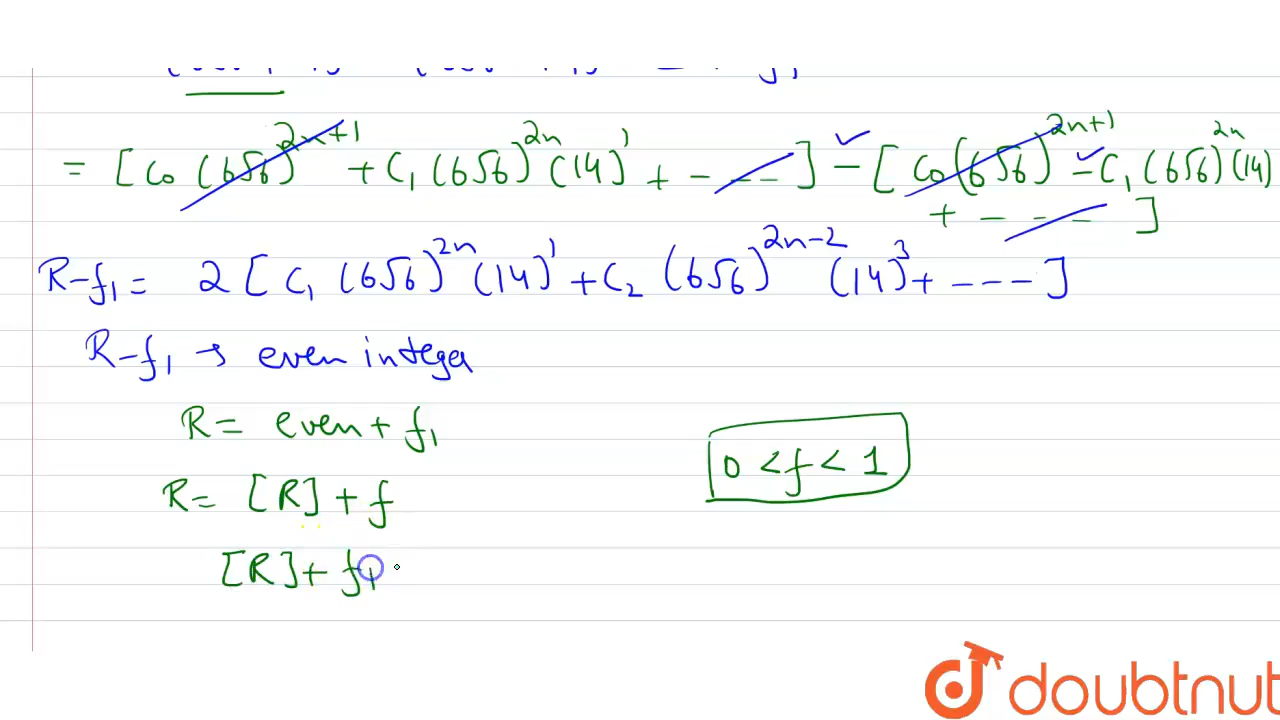 = [C₀ (6√6)²ⁿ⁺¹ + C₁ (6√6)²ⁿ (14)¹ + - - -] - [C₀(6√6)²ⁿ⁺¹ - C₁ (6√6)²ⁿ (14)
+ - - - ]
R-f₁ = 2 [ C₁ (6√6)²ⁿ (14)¹ + C₂ (6√6)²ⁿ⁻² (14)³ + - - - ]
R-f₁ → even integer
R = even + f₁
0 < f < 1
R = [R] + f
[R] + f₁
doubtnut